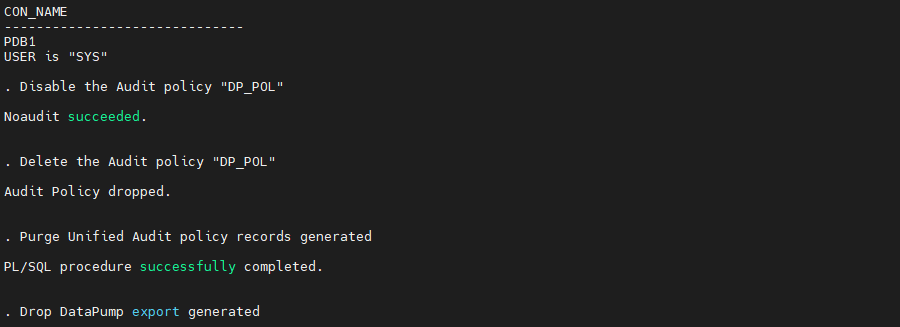 CON_NAME
------------------------------
PDB1
USER is "SYS"
. Disable the Audit policy "DP_POL"
Noaudit succeeded.
. Delete the Audit policy "DP_POL"
Audit Policy dropped.
. Purge Unified Audit policy records generated
PL/SQL procedure successfully completed.
. Drop DataPump export generated